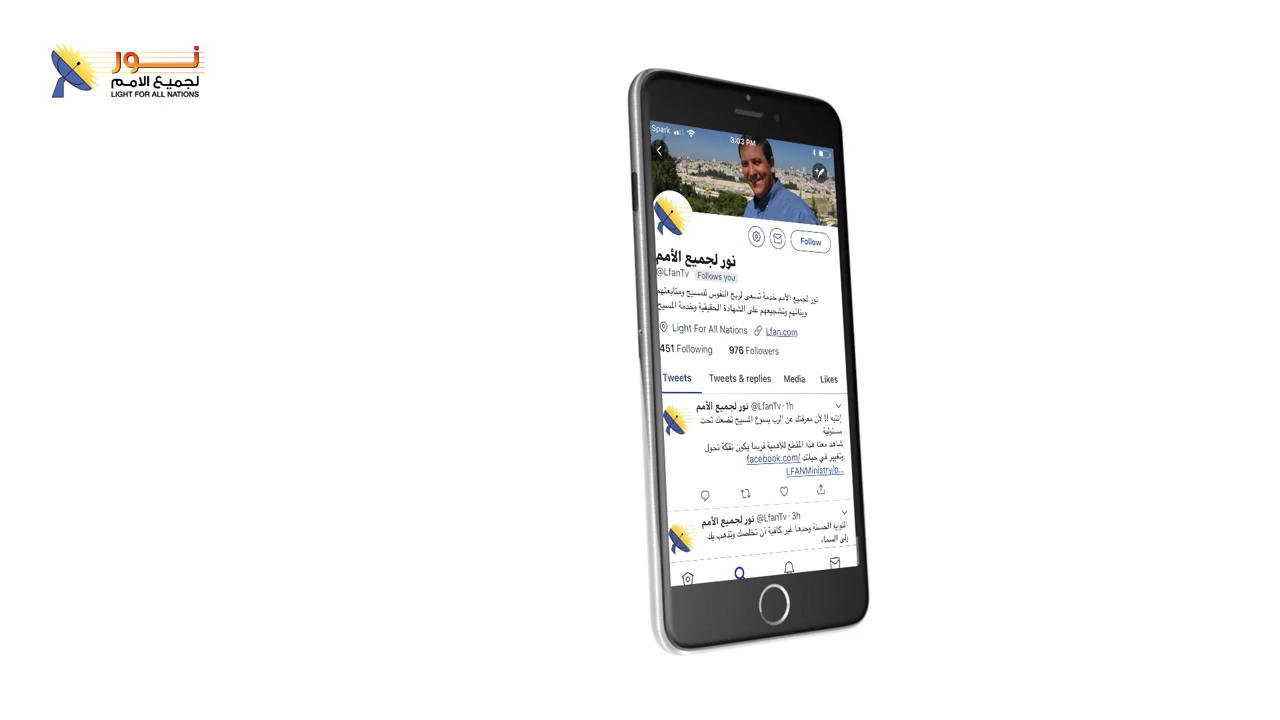 نور
لجميع الامم
LIGHT FOR ALL NATIONS
Spark
3:03 PM
Follow
نور لجميع الأمم
@LfanTv Follows you
نور لجميع الأمم خدمة تسعى لربح النفوس للمسيح ومتابعتهم
وبنائهم وتشجيعهم على الشهادة الحقيقية وخدمة المسيح
Light For All Nations Lfan.com
451 Following 976 Followers
Tweets Tweets & replies Media Likes
نور لجميع الأمم @LfanTv · 1h
إنتبه !! لأن معرفتك عن الرب يسوع المسيح تضعك تحت
مسئولية
شاهد معنا هذا المقطع للأهمية فربما يكون نقكة تحول
وتغيير في حياتك facebook.com/
LFANMinistry/p...
نور لجميع الأمم @LfanTv · 3h
النوايا الحسنة وحدها غير كافية أن تخلصك وتذهب بك
إلى السماء.